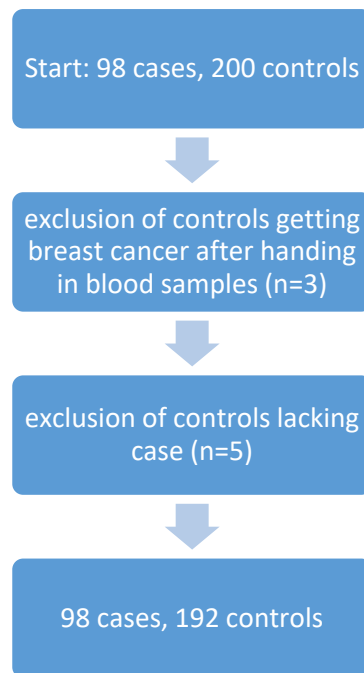 Start: 98 cases, 200 controls
exclusion of controls getting
breast cancer after handing
in blood samples (n=3)
exclusion of controls lacking
case (n=5)
98 cases, 192 controls